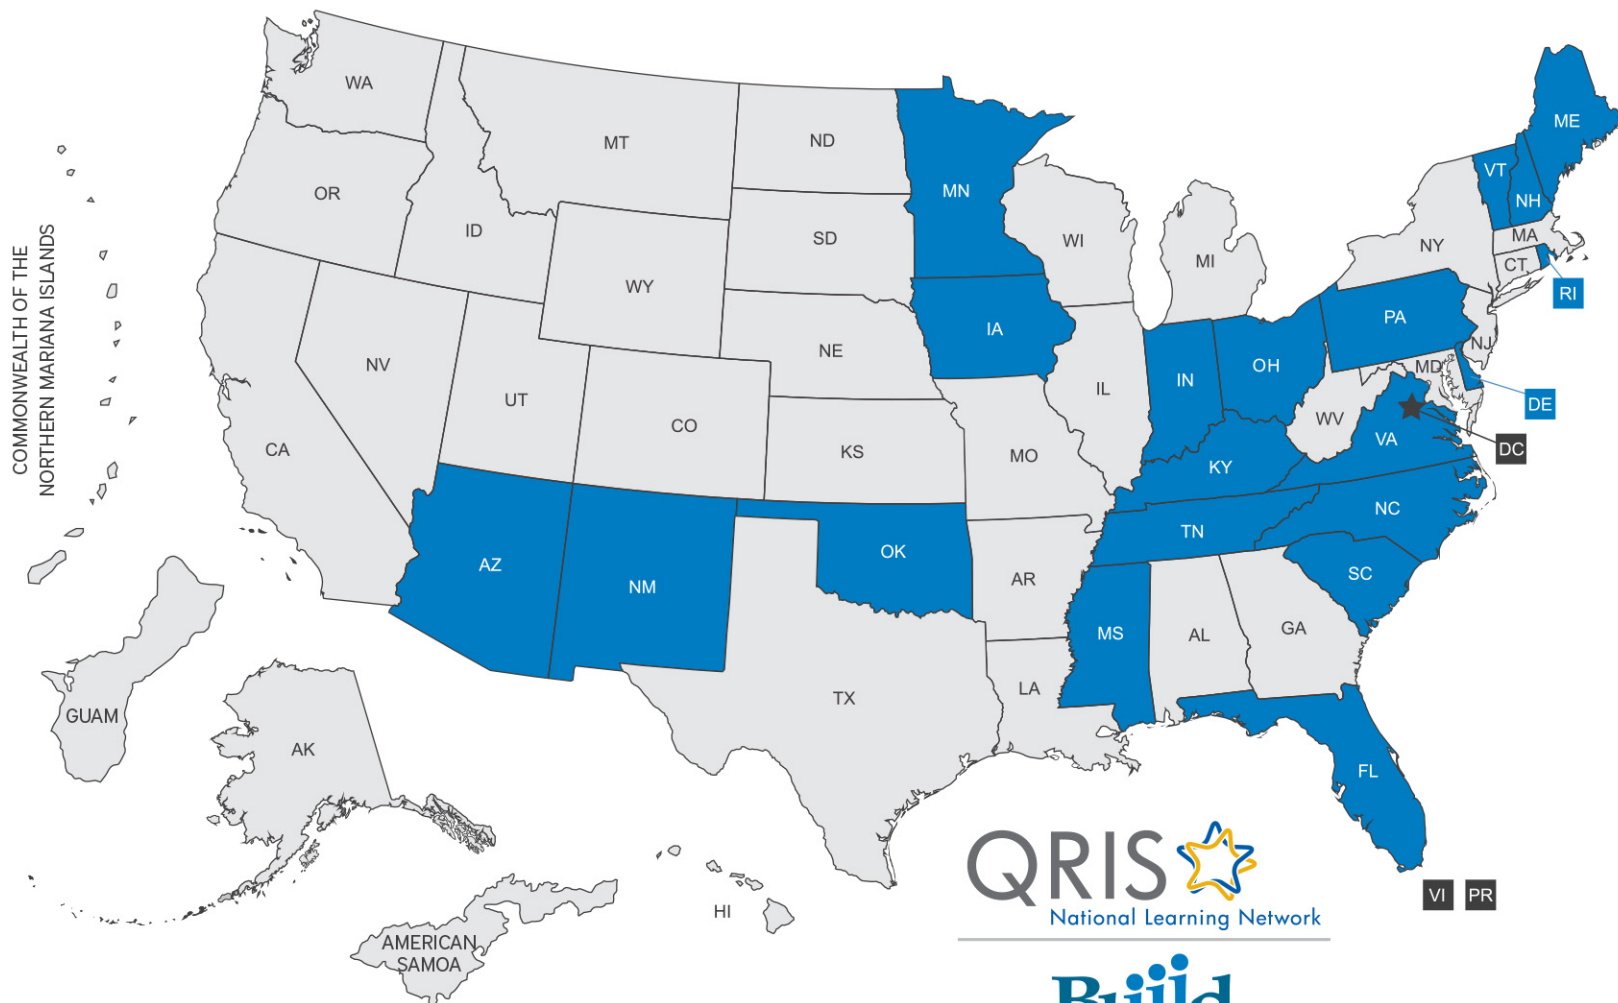 WA
MT
ND
MN
ME
VT
NH
OR
ID
SD
WI
MI
NY
MA
CT
RI
WY
IA
PA
NJ
NE
NV
UT
CO
IL
IN
OH
MD
DE
DC
WV
VA
CA
KS
MO
KY
NC
TN
AZ
NM
OK
AR
SC
MS
AL
GA
LA
TX
FL
COMMONWEALTH OF THE
NORTHERN MARIANA ISLANDS
GUAM
AK
HI
AMERICAN
SAMOA
VI
PR
QRIS
National Learning Network
Build